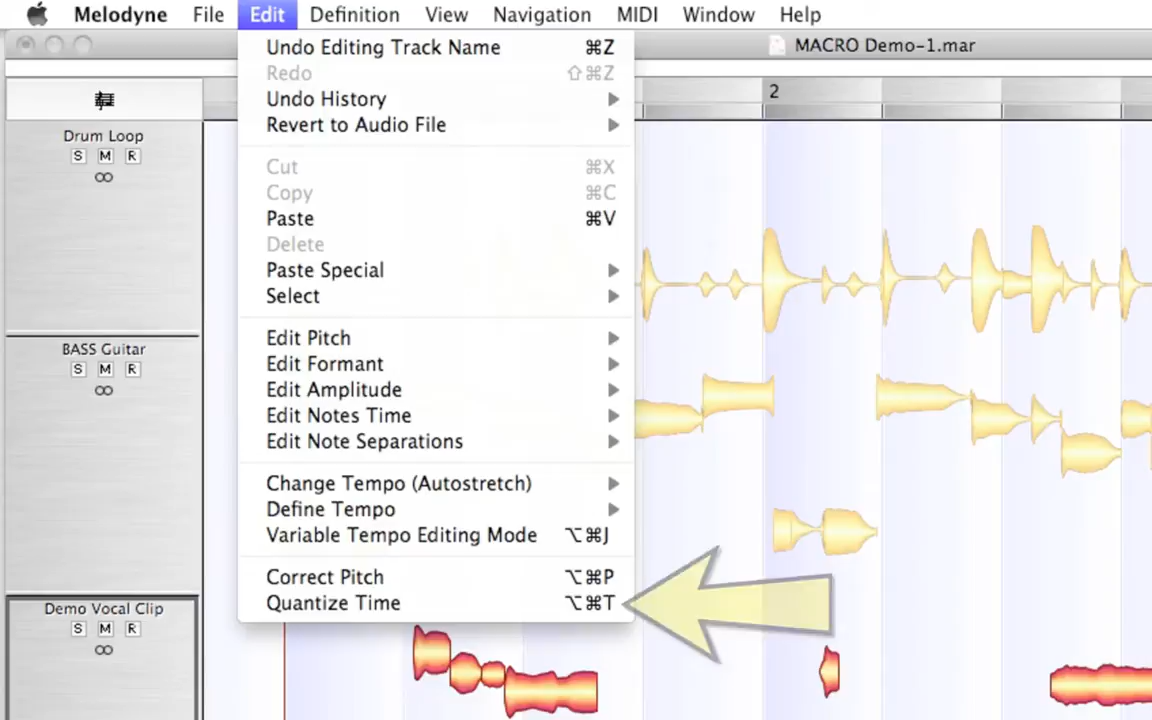 Melodyne File Edit Definition View Navigation MIDI Window Help
MACRO Demo-1.mar
Undo Editing Track Name ⌘Z
Redo ⇧⌘Z
Undo History
Revert to Audio File
Cut ⌘X
Copy ⌘C
Paste ⌘V
Delete
Paste Special
Select
Edit Pitch
Edit Formant
Edit Amplitude
Edit Notes Time
Edit Note Separations
Change Tempo (Autostretch)
Define Tempo
Variable Tempo Editing Mode ⌥⌘J
Correct Pitch ⌥⌘P
Quantize Time ⌥⌘T
2
Drum Loop
S M R
BASS Guitar
S M R
Demo Vocal Clip
S M R